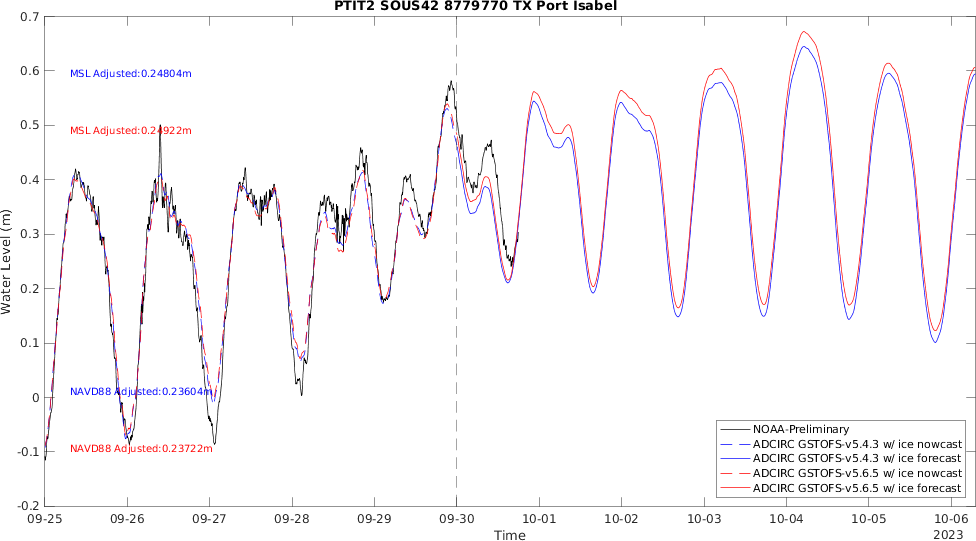 PTIT2 SOUS42 8779770 TX Port Isabel
0.7
0.6
0.5
0.4
0.3
0.2
0.1
0
-0.1
-0.2
Water Level (m)
MSL Adjusted:0.24804m
MSL Adjusted:0.24922m
NAVD88 Adjusted:0.23604m
NAVD88 Adjusted:0.23722m
NOAA-Preliminary
ADCIRC GSTOFS-v5.4.3 w/ ice nowcast
ADCIRC GSTOFS-v5.4.3 w/ ice forecast
ADCIRC GSTOFS-v5.6.5 w/ ice nowcast
ADCIRC GSTOFS-v5.6.5 w/ ice forecast
09-25 09-26 09-27 09-28 09-29 09-30 10-01 10-02 10-03 10-04 10-05 10-06
Time
2023